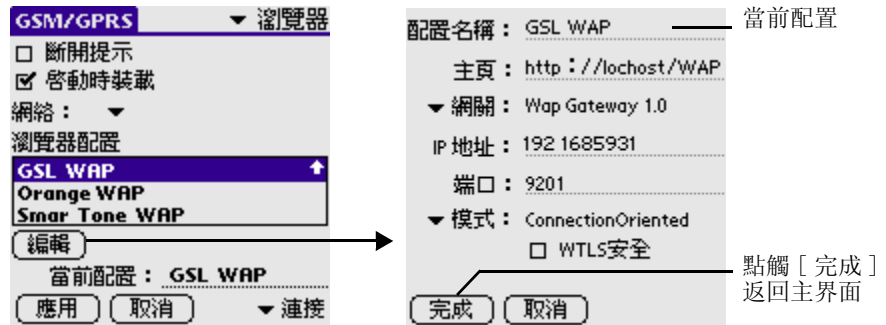 GSM/GPRS 瀏覽器
斷開提示
啓動時裝載
網絡：
瀏覽器配置
GSL WAP
Orange WAP
Smar Tone WAP
編輯
當前配置： GSL WAP
應用 取消 連接
配置名稱： GSL WAP
主頁： http：//lochost/WAP
網關： Wap Gateway 1.0
IP 地址： 192 1685931
端口： 9201
模式： ConnectionOriented
WTLS安全
完成 取消
當前配置
點觸［完成］
返回主界面